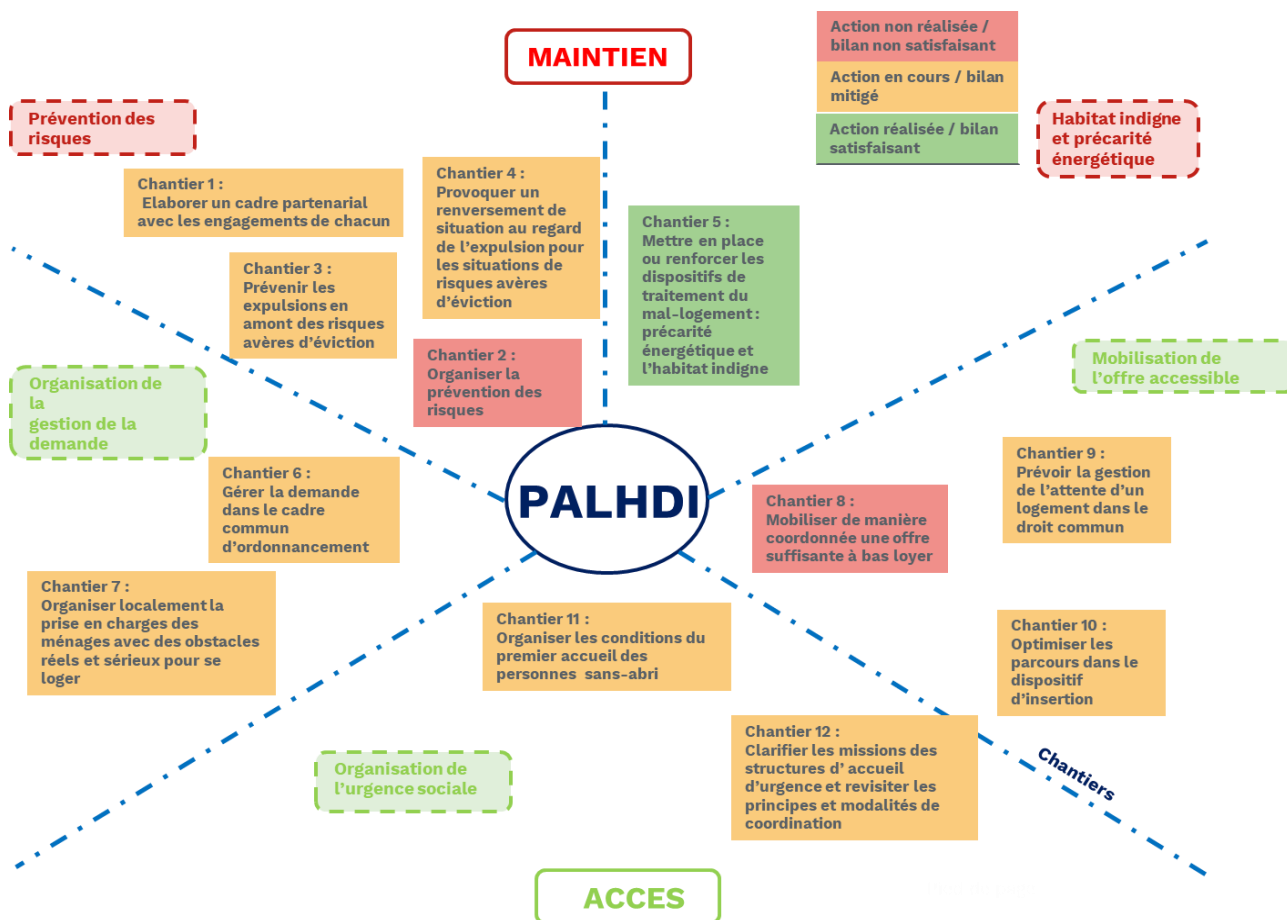 MAINTIEN
Action non réalisée /
bilan non satisfaisant
Action en cours / bilan
mitigé
Action réalisée / bilan
satisfaisant
Prévention des
risques
Habitat indigne
et précarité
énergétique
Chantier 1 :
Elaborer un cadre partenarial
avec les engagements de chacun
Chantier 4 :
Provoquer un
renversement de
situation au regard
de l'expulsion pour
les situations de
risques avères
d'éviction
Chantier 5 :
Mettre en place
ou renforcer les
dispositifs de
traitement du
mal-logement :
précarité
énergétique et
l'habitat indigne
Chantier 3 :
Prévenir les
expulsions en
amont des risques
avères d'éviction
Chantier 2 :
Organiser la
prévention des
risques
Organisation de
la
gestion de la
demande
Mobilisation de
l'offre accessible
Chantier 6 :
Gérer la demande
dans le cadre
commun
d'ordonnancement
PALHDI
Chantier 8 :
Mobiliser de manière
coordonnée une offre
suffisante à bas loyer
Chantier 9 :
Prévoir la gestion
de l'attente d'un
logement dans le
droit commun
Chantier 7 :
Organiser localement la
prise en charges des
ménages avec des obstacles
réels et sérieux pour se
loger
Chantier 11 :
Organiser les conditions du
premier accueil des
personnes sans-abri
Chantier 10 :
Optimiser les
parcours dans le
dispositif
d'insertion
Chantier 12 :
Clarifier les missions des
structures d' accueil
d'urgence et revisiter les
principes et modalités de
coordination
Chantiers
Organisation de
l'urgence sociale
ACCES